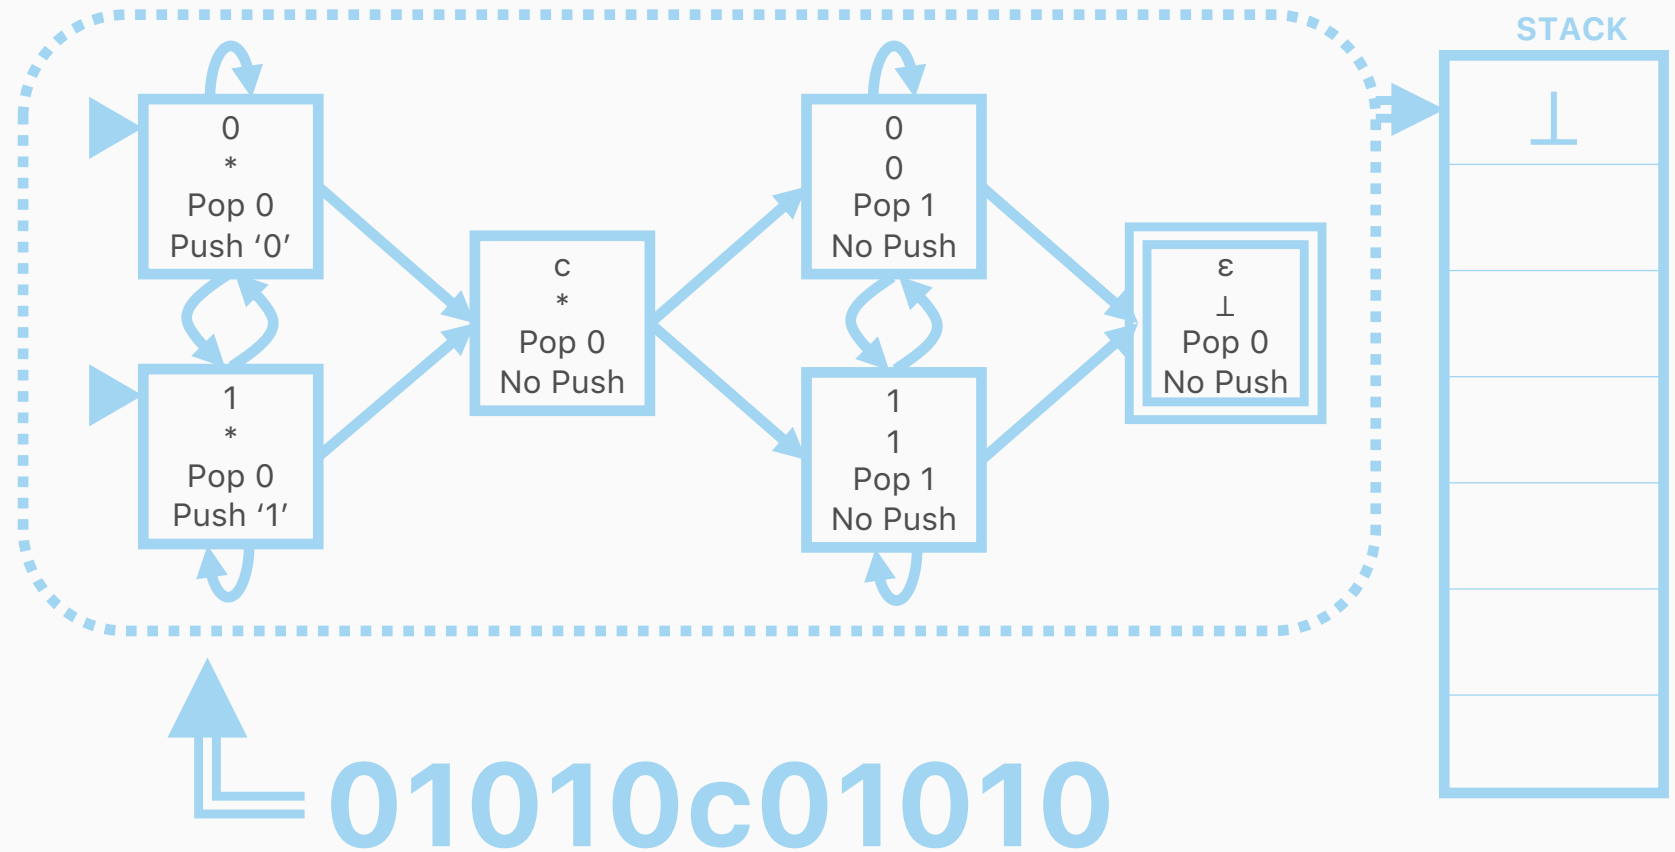 STACK
⊥
0
*
Pop 0
Push ‘0’
1
*
Pop 0
Push ‘1’
c
*
Pop 0
No Push
0
0
Pop 1
No Push
1
1
Pop 1
No Push
ε
⊥
Pop 0
No Push
01010c01010